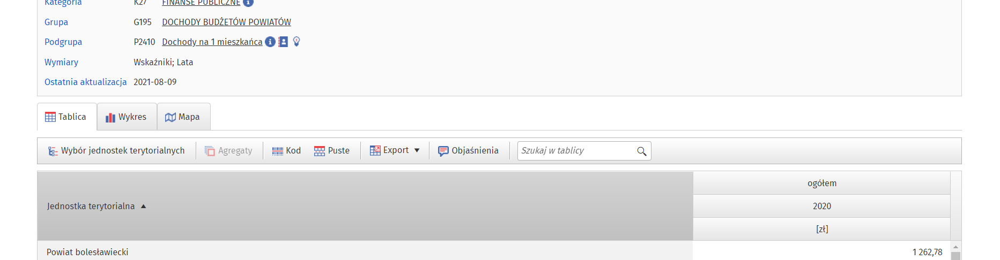 Kategoria K27 FINANSE PUBLICZNE
Grupa G195 DOCHODY BUDŻETÓW POWIATÓW
Podgrupa P2410 Dochody na 1 mieszkańca
Wymiary Wskaźniki; Lata
Ostatnia aktualizacja 2021-08-09
Tablica Wykres Mapa
Wybór jednostek terytorialnych Agregaty Kod Puste Export Objaśnienia Szukaj w tablicy
Jednostka terytorialna
ogółem
2020
[zł]
Powiat bolesławiecki 1 262,78